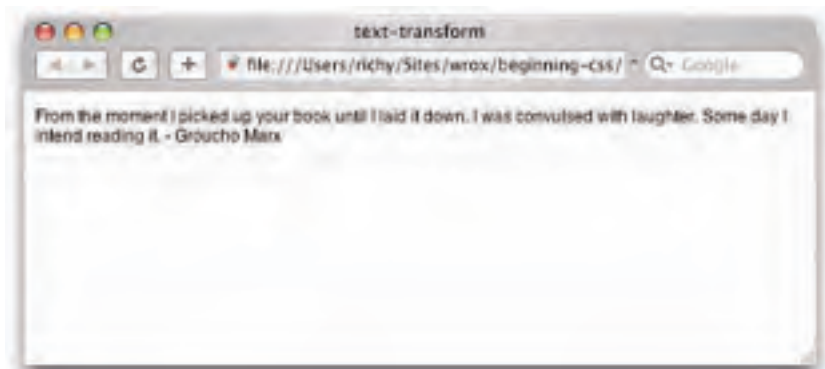 text-transform
file:///Users/richy/Sites/wrox/beginning-css/ Google
From the moment I picked up your book until I laid it down. I was convulsed with laughter. Some day I
intend reading it. - Groucho Marx